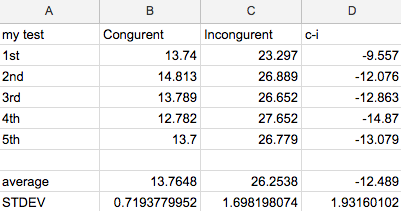 A B C D
my test Congurent Incongurent c-i
1st 13.74 23.297 -9.557
2nd 14.813 26.889 -12.076
3rd 13.789 26.652 -12.863
4th 12.782 27.652 -14.87
5th 13.7 26.779 -13.079
average 13.7648 26.2538 -12.489
STDEV 0.7193779952 1.698198074 1.93160102